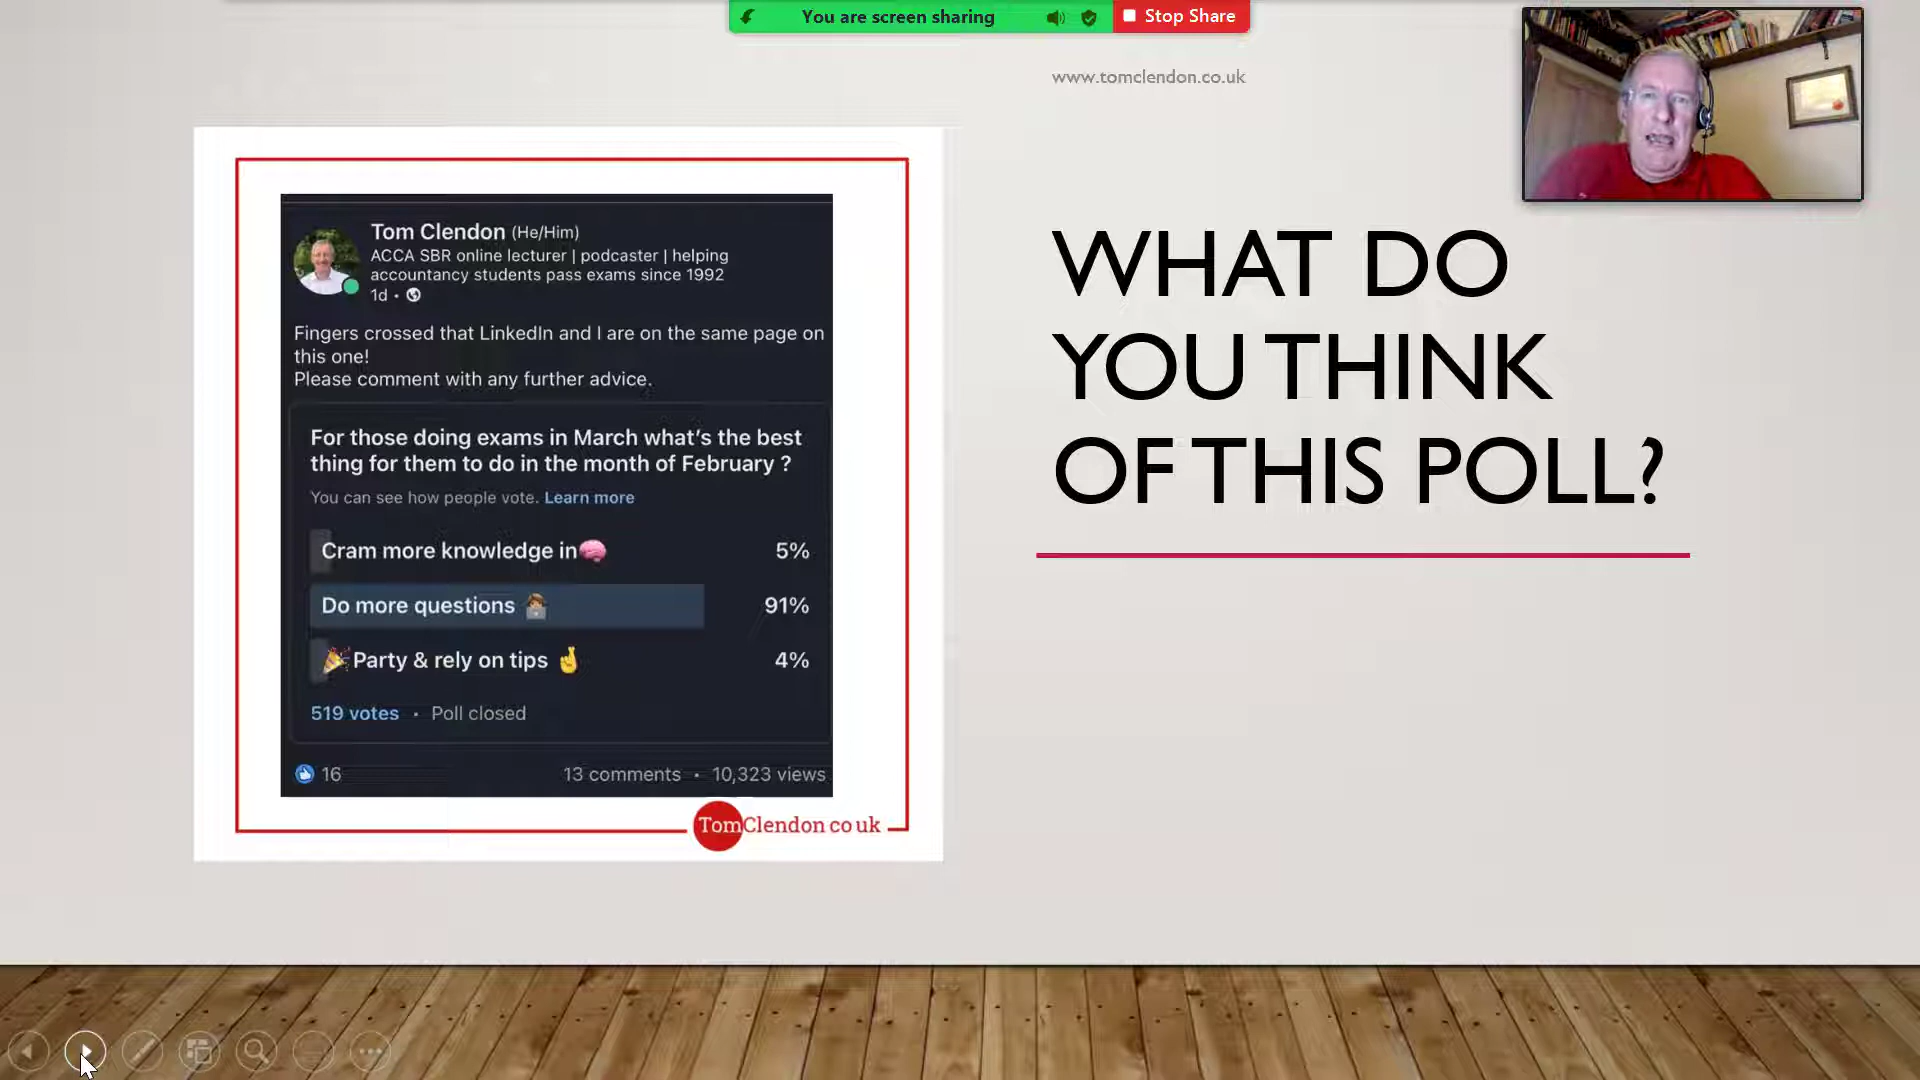 You are screen sharing
Stop Share
www.tomclendon.co.uk
Tom Clendon (He/Him)
ACCA SBR online lecturer | podcaster | helping
accountancy students pass exams since 1992
1d •
Fingers crossed that LinkedIn and I are on the same page on
this one!
Please comment with any further advice.
For those doing exams in March what's the best
thing for them to do in the month of February ?
You can see how people vote. Learn more
Cram more knowledge in 5%
Do more questions 91%
Party & rely on tips 4%
519 votes • Poll closed
16 13 comments • 10,323 views
TomClendon co uk
WHAT DO
YOU THINK
OF THIS POLL?